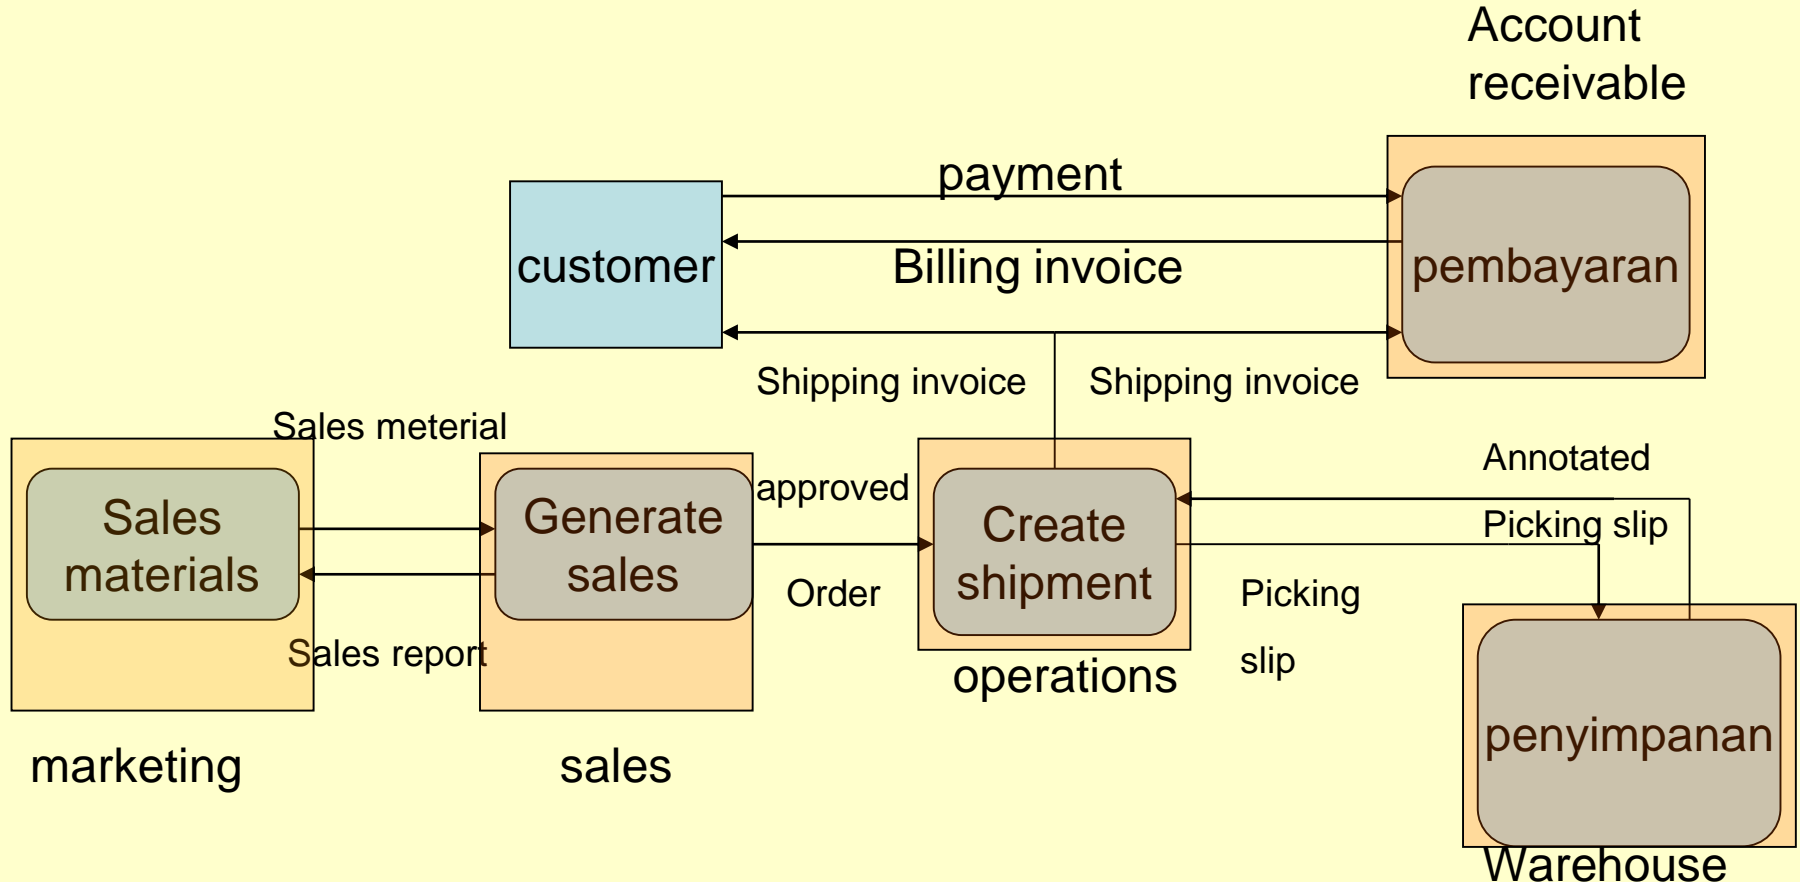 Account
receivable
payment
customer
Billing invoice
pembayaran
Shipping invoice
Shipping invoice
Sales meterial
Annotated
approved
Sales
materials
Generate
sales
Create
shipment
Picking slip
Order
Picking
slip
Sales report
operations
penyimpanan
marketing
sales
Warehouse